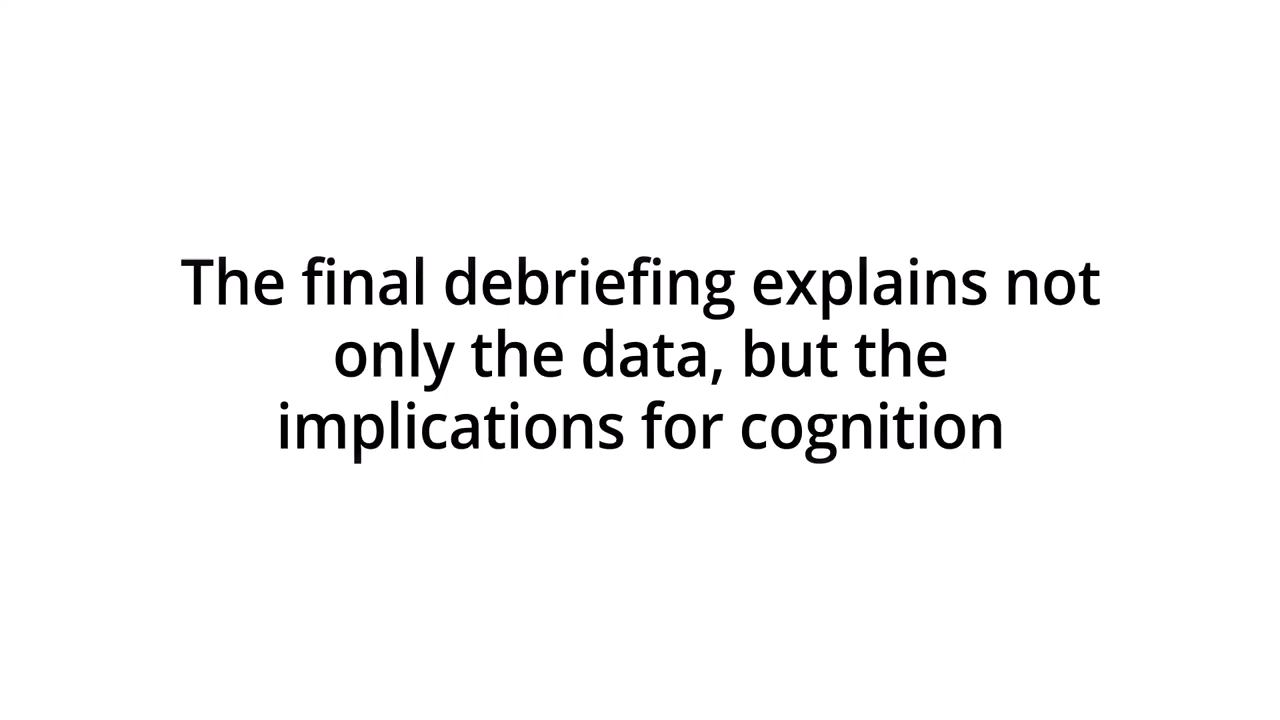 The final debriefing explains not
only the data, but the
implications for cognition